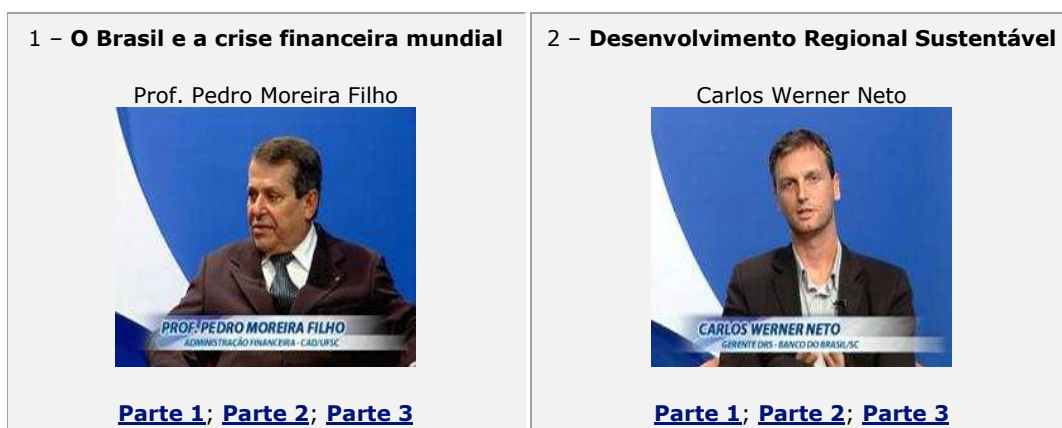 1 – O Brasil e a crise financeira mundial
Prof. Pedro Moreira Filho
PROF. PEDRO MOREIRA FILHO
ADMINISTRAÇÃO FINANCEIRA - CAD/UFSC
Parte 1; Parte 2; Parte 3
2 – Desenvolvimento Regional Sustentável
Carlos Werner Neto
CARLOS WERNER NETO
GERENTE DRS - BANCO DO BRASIL/SC
Parte 1; Parte 2; Parte 3